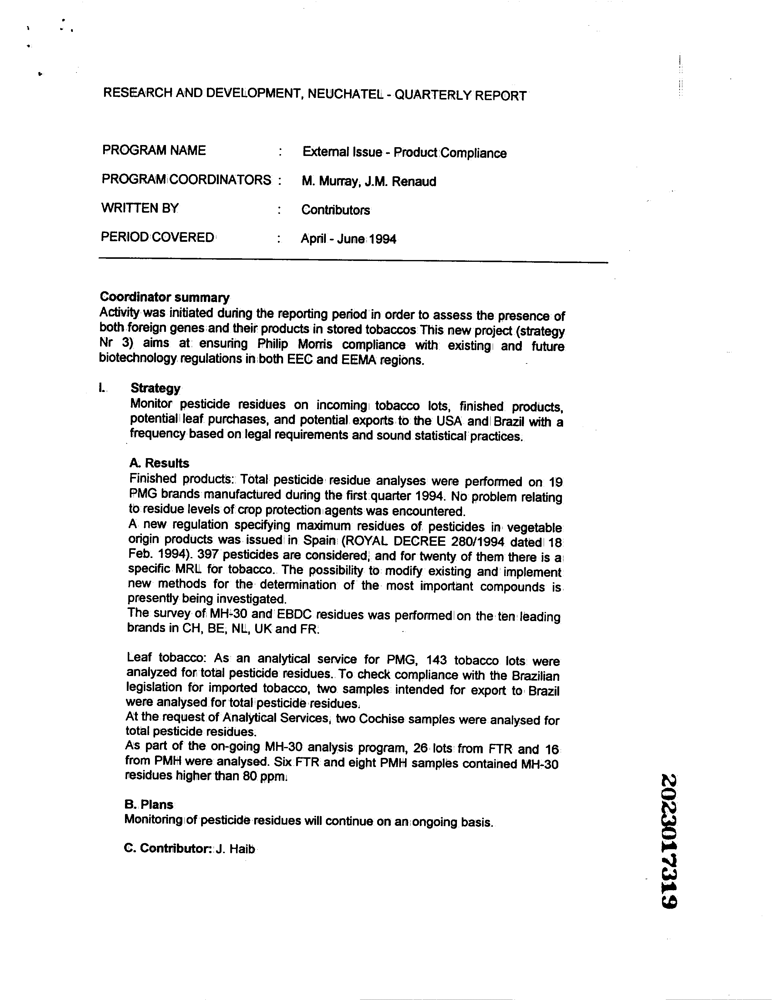 RESEARCH AND DEVELOPMENT, NEUCHATEL - QUARTERLY REPORT
PROGRAM NAME : External Issue - Product Compliance
PROGRAM COORDINATORS : M. Murray, J.M. Renaud
WRITTEN BY : Contributors
PERIOD COVERED : April - June 1994
Coordinator summary
Activity was initiated during the reporting period in order to assess the presence of
both foreign genes and their products in stored tobaccos This new project (strategy
Nr 3) aims at ensuring Philip Morris compliance with existing and future
biotechnology regulations in both EEC and EEMA regions.
I. Strategy
Monitor pesticide residues on incoming tobacco lots, finished products,
potential leaf purchases, and potential exports to the USA and Brazil with a
frequency based on legal requirements and sound statistical practices.
A. Results
Finished products: Total pesticide residue analyses were performed on 19
PMG brands manufactured during the first quarter 1994. No problem relating
to residue levels of crop protection agents was encountered.
A new regulation specifying maximum residues of pesticides in vegetable
origin products was issued in Spain (ROYAL DECREE 280/1994 dated 18
Feb. 1994). 397 pesticides are considered, and for twenty of them there is a
specific MRL for tobacco. The possibility to modify existing and implement
new methods for the determination of the most important compounds is
presently being investigated.
The survey of MH-30 and EBDC residues was performed on the ten leading
brands in CH, BE, NL, UK and FR.
Leaf tobacco: As an analytical service for PMG, 143 tobacco lots were
analyzed for total pesticide residues. To check compliance with the Brazilian
legislation for imported tobacco, two samples intended for export to Brazil
were analysed for total pesticide residues.
At the request of Analytical Services, two Cochise samples were analysed for
total pesticide residues.
As part of the on-going MH-30 analysis program, 26 lots from FTR and 16
from PMH were analysed. Six FTR and eight PMH samples contained MH-30
residues higher than 80 ppm.
B. Plans
Monitoring of pesticide residues will continue on an ongoing basis.
C. Contributor: J. Haib
2023017319